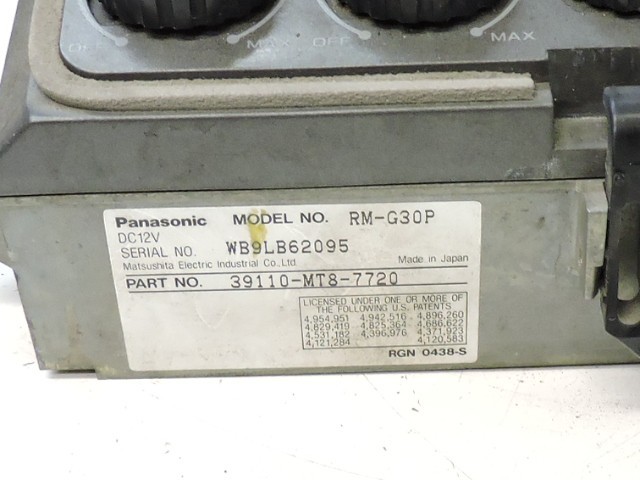 OFF MAX OFF MAX
Panasonic MODEL NO. RM-G30P
DC12V
SERIAL NO. WB9LB62095
Matsushita Electric Industrial Co.,Ltd. Made in Japan
PART NO. 39110-MT8-7720
LICENSED UNDER ONE OR MORE OF
THE FOLLOWING U.S. PATENTS
4,954,951 4,942,516 4,896,260
4,829,419 4,825,364 4,686,622
4,531,182 4,396,976 4,371,923
4,121,284 4,120,583
RGN 0438-S